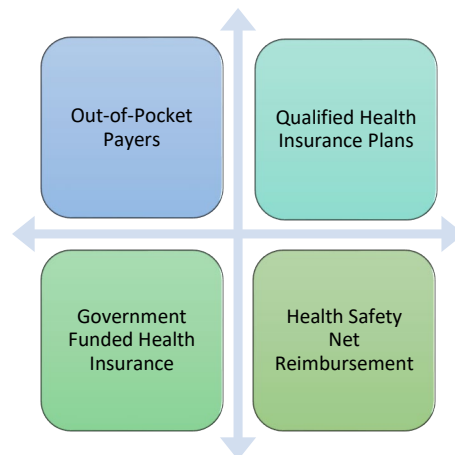 Out-of-Pocket
Payers
Qualified Health
Insurance Plans
Government
Funded Health
Insurance
Health Safety
Net
Reimbursement